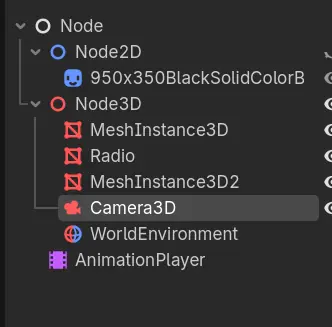 Node
Node2D
950x350BlackSolidColorB
Node3D
MeshInstance3D
Radio
MeshInstance3D2
Camera3D
WorldEnvironment
AnimationPlayer